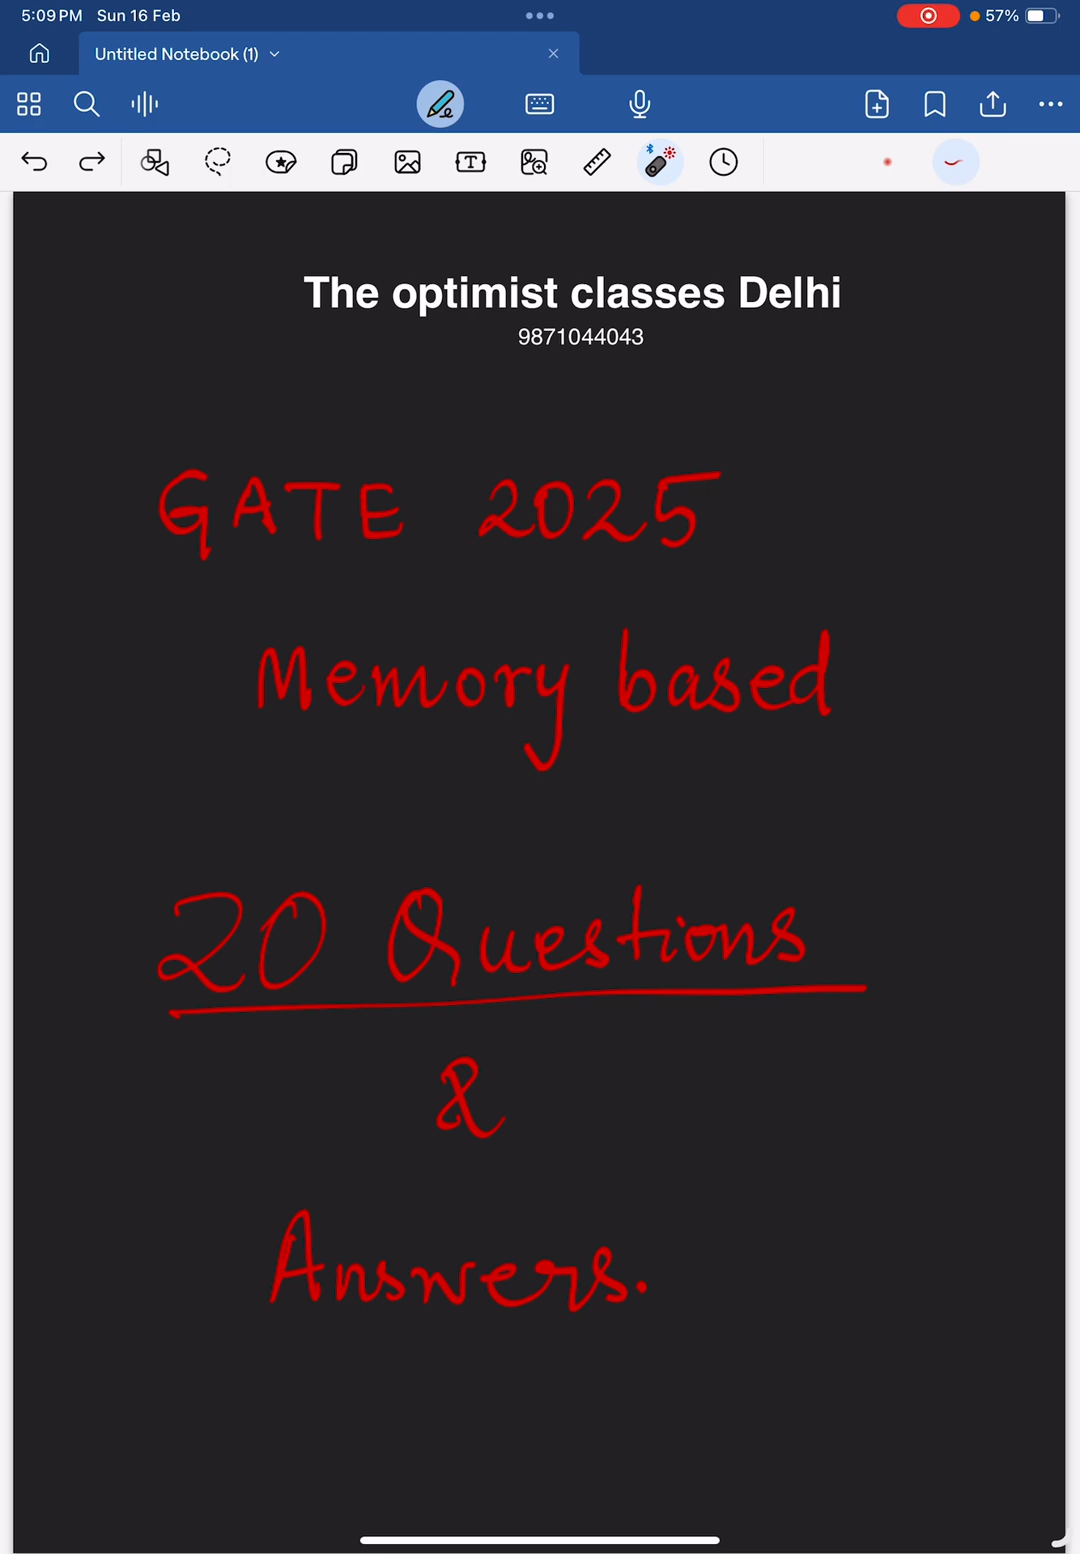 5:09 PM Sun 16 Feb
57%
Untitled Notebook (1)
The optimist classes Delhi
9871044043
GATE 2025
Memory based
20 Questions
&
Answers.